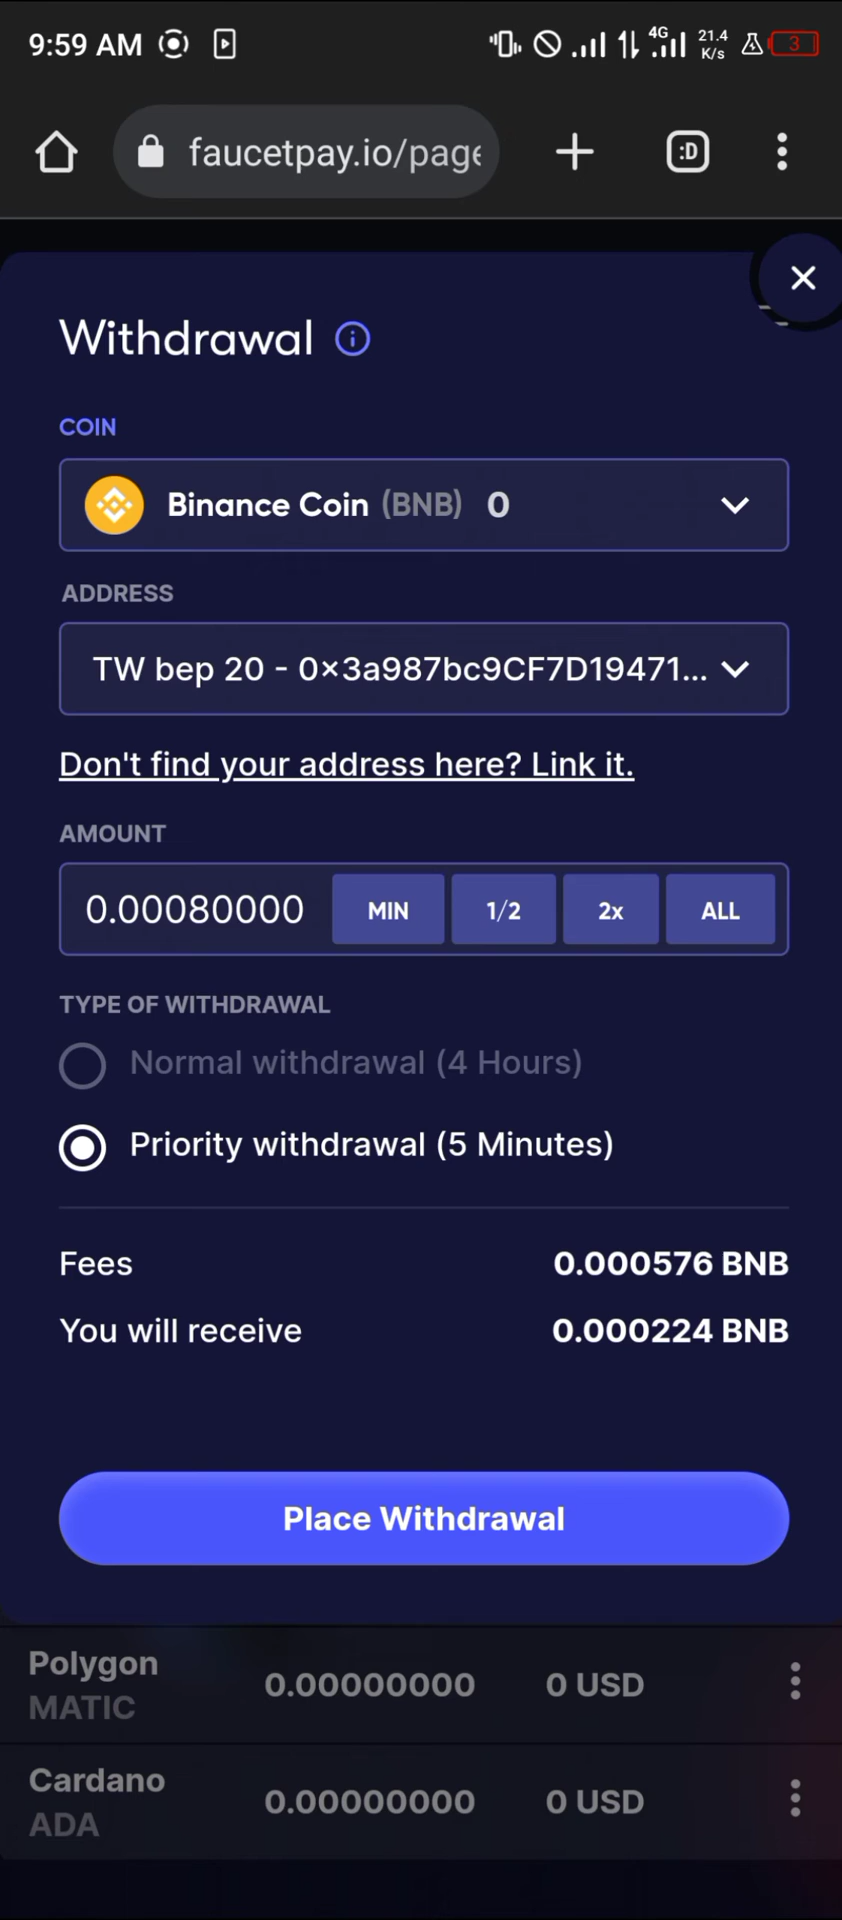 9:59 AM 4G 21.4 K/s 3
faucetpay.io/page
:D
Withdrawal
COIN
Binance Coin (BNB) 0
ADDRESS
TW bep 20 - 0x3a987bc9CF7D19471...
Don't find your address here? Link it.
AMOUNT
0.00080000 MIN 1/2 2x ALL
TYPE OF WITHDRAWAL
Normal withdrawal (4 Hours)
Priority withdrawal (5 Minutes)
Fees 0.000576 BNB
You will receive 0.000224 BNB
Place Withdrawal
Polygon
MATIC 0.00000000 0 USD
Cardano
ADA 0.00000000 0 USD